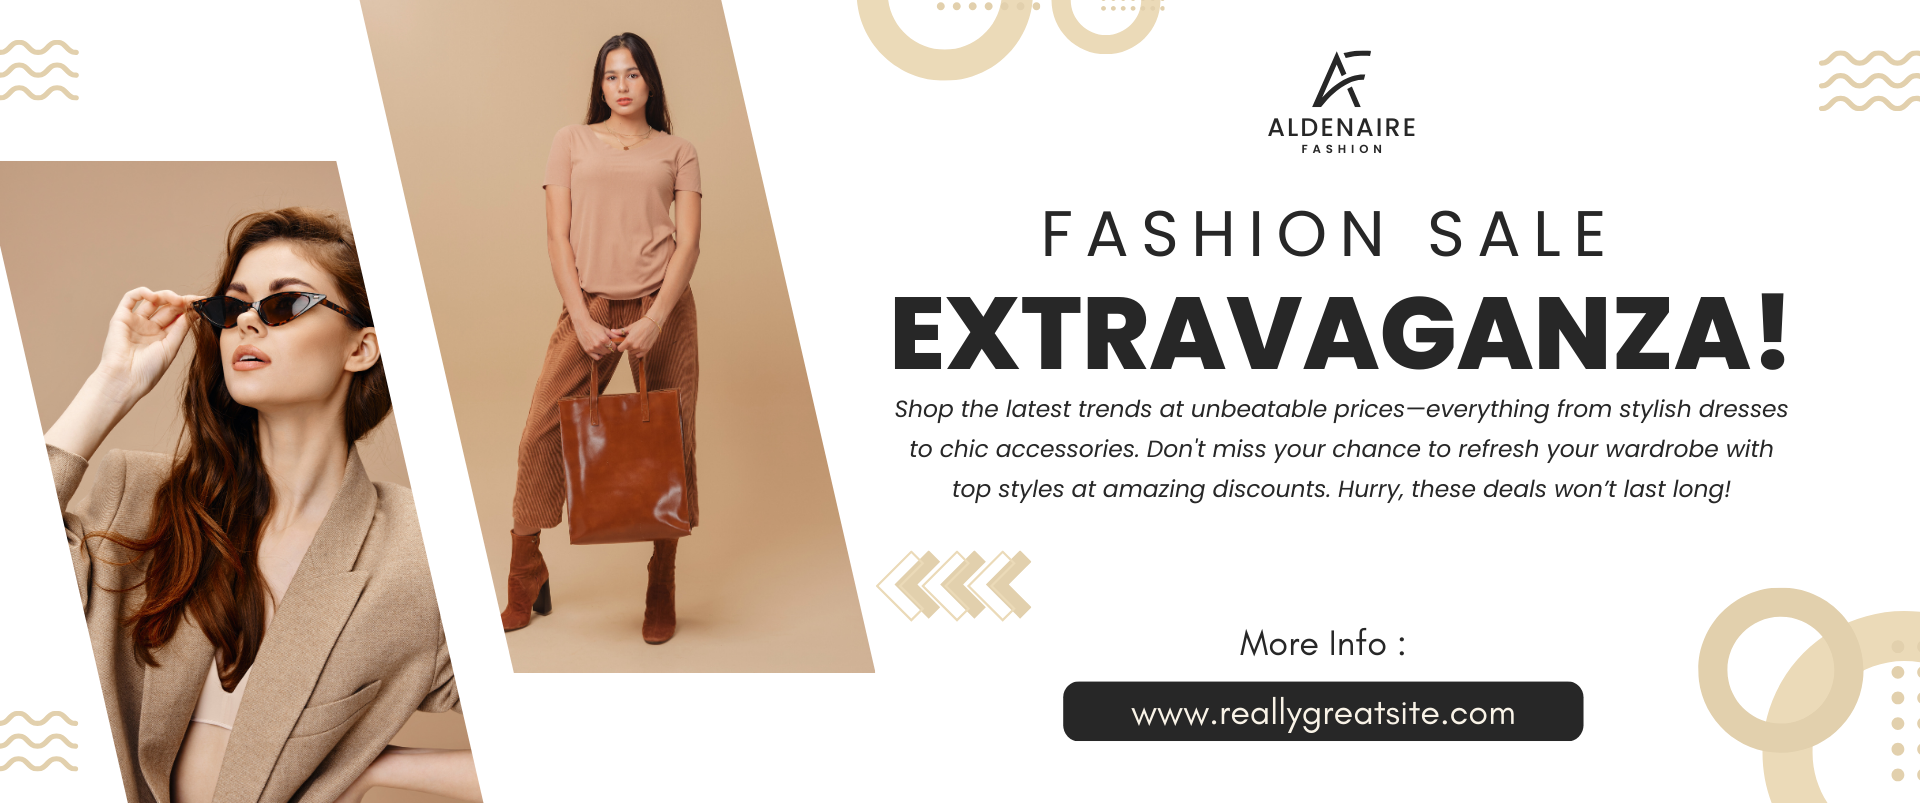 ALDENAIRE
FASHION
FASHION SALE
EXTRAVAGANZA!
Shop the latest trends at unbeatable prices—everything from stylish dresses
to chic accessories. Don't miss your chance to refresh your wardrobe with
top styles at amazing discounts. Hurry, these deals won’t last long!
More Info :
www.reallygreatsite.com